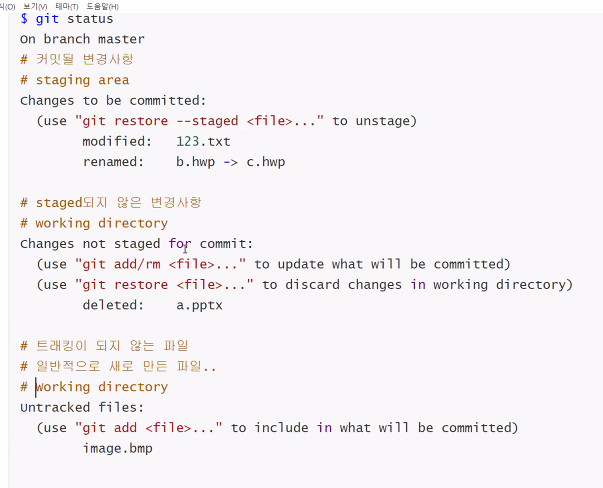 식(O) 보기(V) 테마(T) 도움말(H)
$ git status
On branch master
# 커밋될 변경사항
# staging area
Changes to be committed:
(use "git restore --staged <file>..." to unstage)
modified: 123.txt
renamed: b.hwp -> c.hwp
# staged되지 않은 변경사항
# working directory
Changes not staged for commit:
(use "git add/rm <file>..." to update what will be committed)
(use "git restore <file>..." to discard changes in working directory)
deleted: a.pptx
# 트래킹이 되지 않는 파일
# 일반적으로 새로 만든 파일..
# working directory
Untracked files:
(use "git add <file>..." to include in what will be committed)
image.bmp